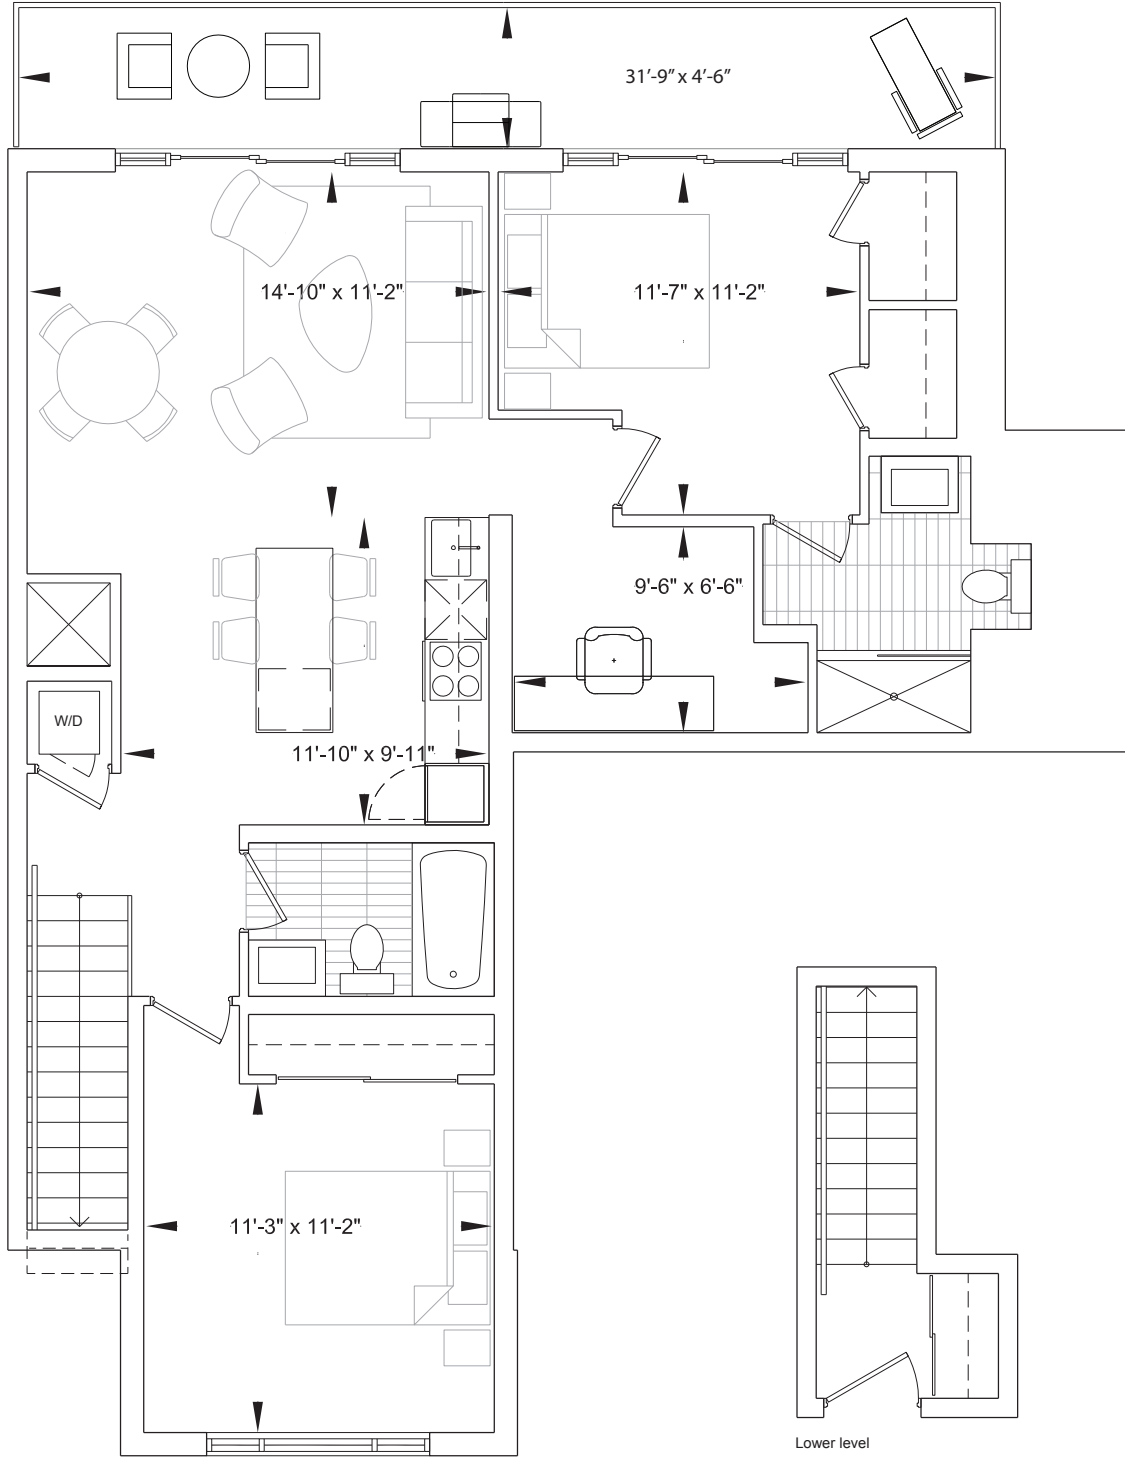 31'-9" x 4'-6"
14'-10" x 11'-2"
11'-7" x 11'-2"
9'-6" x 6'-6"
W/D
11'-10" x 9'-11"
11'-3" x 11'-2"
Lower level